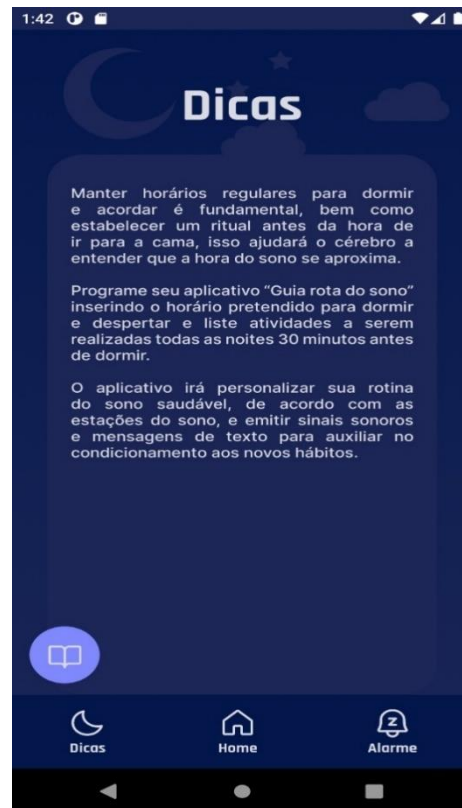 1:42
Dicas
Manter horários regulares para dormir
e acordar é fundamental, bem como
estabelecer um ritual antes da hora de
ir para a cama, isso ajudará o cérebro a
entender que a hora do sono se aproxima.
Programe seu aplicativo “Guia rota do sono”
inserindo o horário pretendido para dormir
e despertar e liste atividades a serem
realizadas todas as noites 30 minutos antes
de dormir.
O aplicativo irá personalizar sua rotina
do sono saudável, de acordo com as
estações do sono, e emitir sinais sonoros
e mensagens de texto para auxiliar no
condicionamento aos novos hábitos.
Z
Dicas Home Alarme